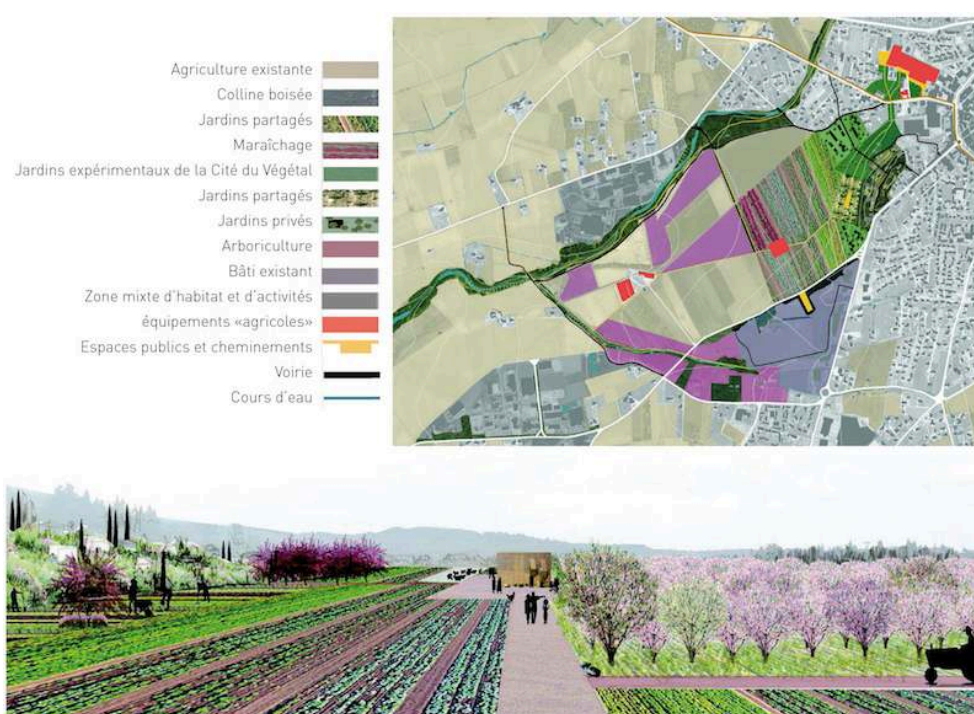 Agriculture existante
Colline boisée
Jardins partagés
Maraîchage
Jardins expérimentaux de la Cité du Végétal
Jardins partagés
Jardins privés
Arboriculture
Bâti existant
Zone mixte d'habitat et d'activités
équipements «agricoles»
Espaces publics et cheminements
Voirie
Cours d'eau